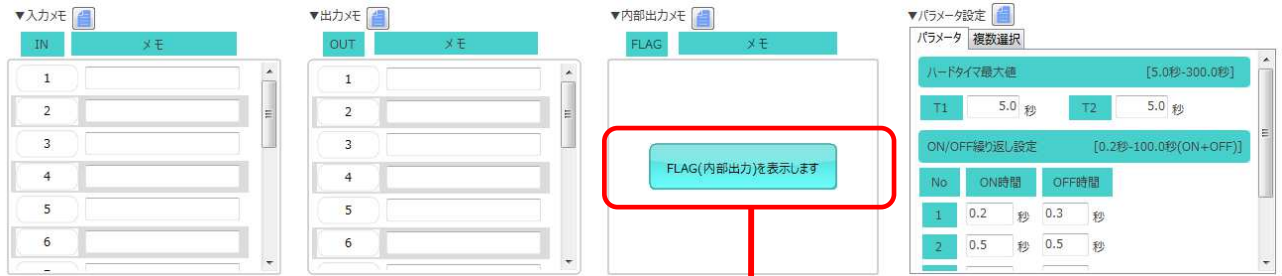 ▼入力メモ
IN メモ
1
2
3
4
5
6
▼出力メモ
OUT メモ
1
2
3
4
5
6
▼内部出力メモ
FLAG メモ
FLAG(内部出力)を表示します
▼パラメータ設定
パラメータ 複数選択
ハードタイマ最大値 [5.0秒-300.0秒]
T1 5.0 秒 T2 5.0 秒
ON/OFF繰り返し設定 [0.2秒-100.0秒(ON+OFF)]
No ON時間 OFF時間
1 0.2 秒 0.3 秒
2 0.5 秒 0.5 秒